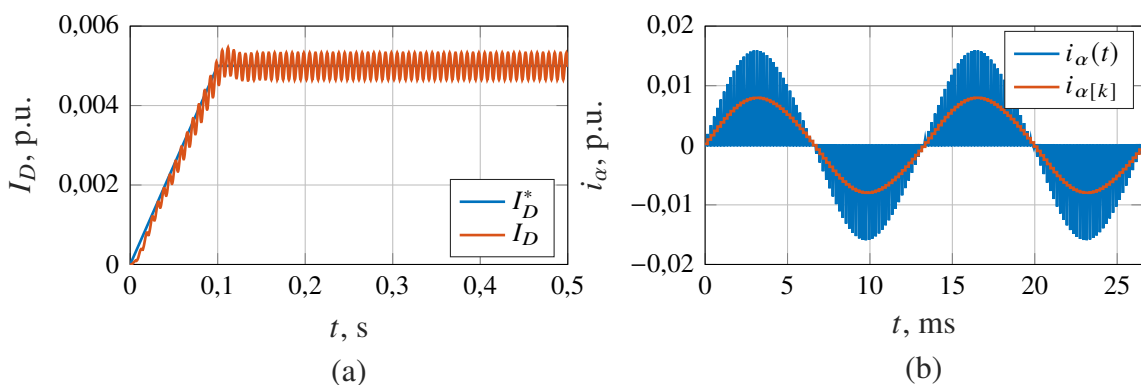 0,006
0,004
0,002
0
I_D, p.u.
I_D^*
I_D
0 0,1 0,2 0,3 0,4 0,5
t, s
(a)
0,02
0,01
0
−0,01
−0,02
i_α, p.u.
i_α(t)
i_α[k]
0 5 10 15 20 25
t, ms
(b)